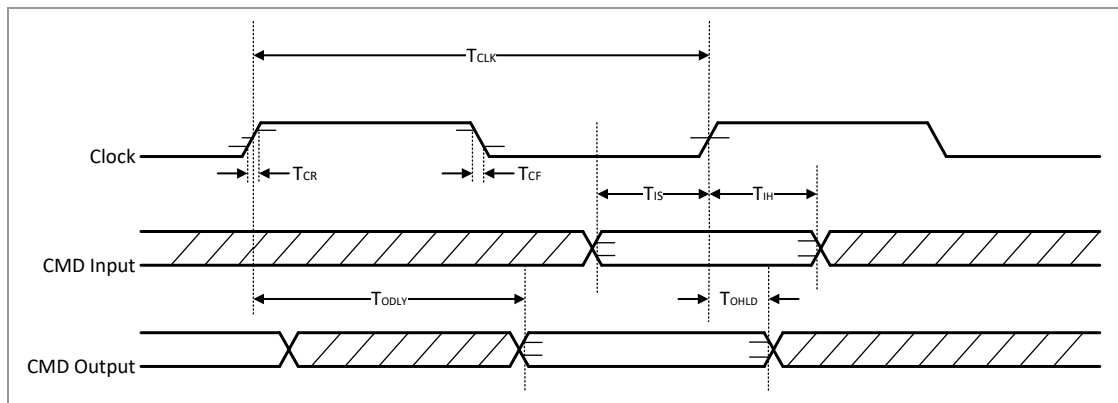 TCLK
Clock
TCR
TCF
TIS
TIH
CMD Input
TODLY
TOHLD
CMD Output